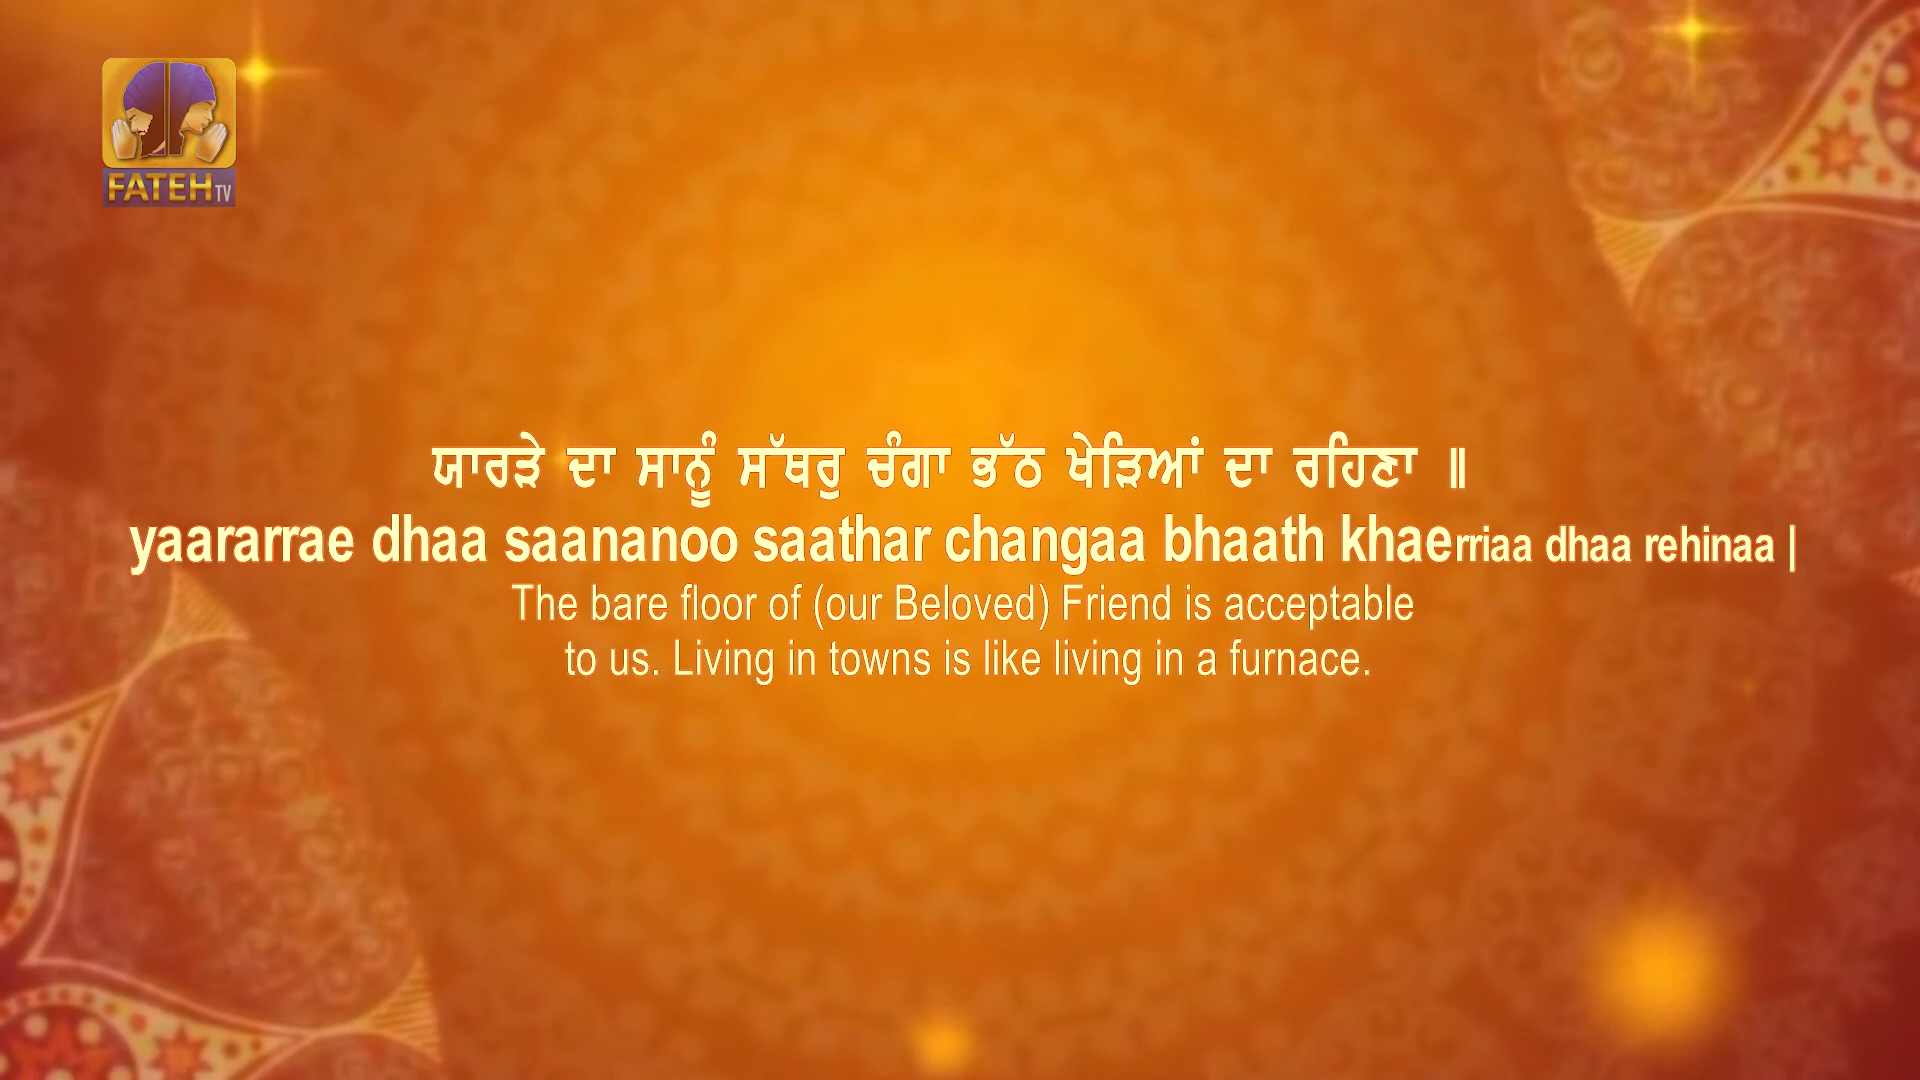 FATEH TV
ਯਾਰੜੇ ਦਾ ਸਾਨੂੰ ਸੱਥਰੁ ਚੰਗਾ ਭੱਠ ਖੇੜਿਆਂ ਦਾ ਰਹਿਣਾ ॥
yaararrae dhaa saananoo saathar changaa bhaath khaerriaa dhaa rehinaa |
The bare floor of (our Beloved) Friend is acceptable
to us. Living in towns is like living in a furnace.